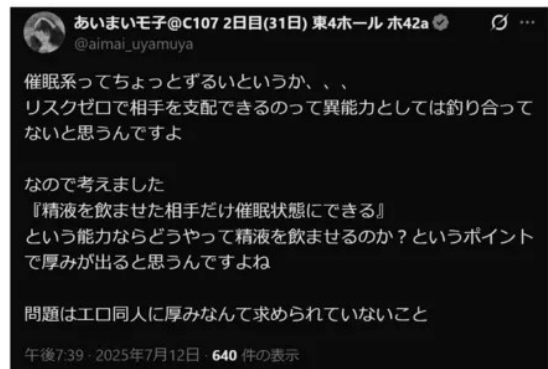 あいまいモ子@C107 2日目(31日) 東4ホール ホ42a
@aimai_uyamuya
催眠系ってちょっとずるいというか、、、
リスクゼロで相手を支配できるのって異能力としては釣り合って
ないと思うんですよ
なので考えました
『精液を飲ませた相手だけ催眠状態にできる』
という能力ならどうやって精液を飲ませるのか？というポイント
で厚みが出ると思うんですよね
問題はエロ同人に厚みなんて求められていないこと
午後7:39 · 2025年7月12日 · 640 件の表示